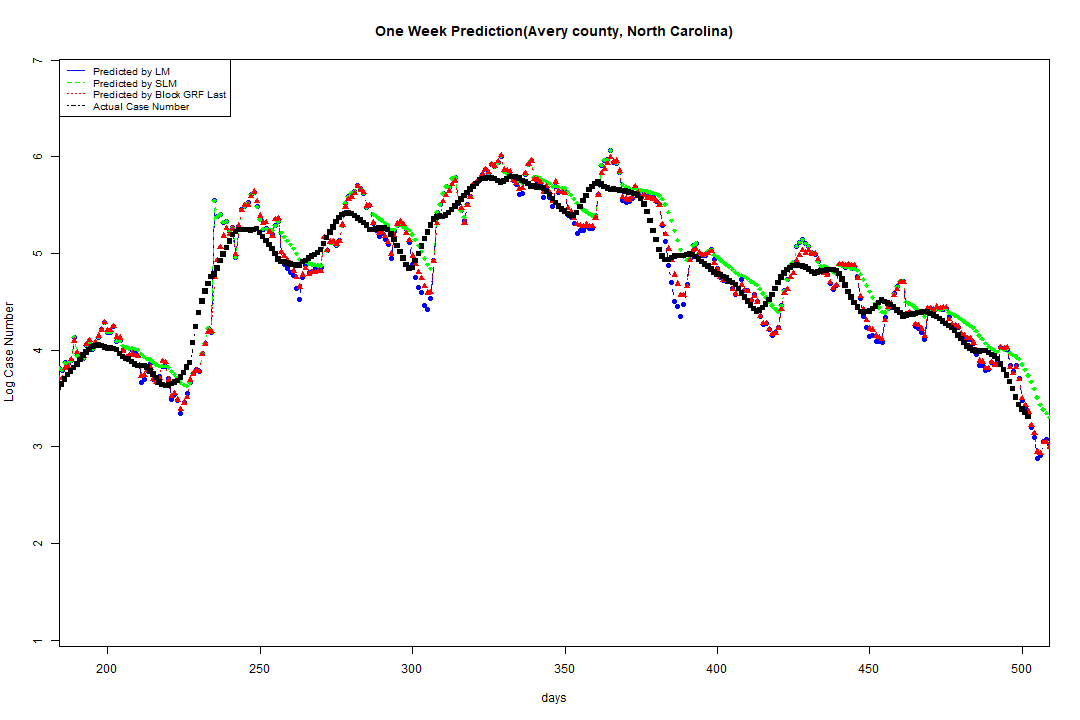 One Week Prediction(Avery county, North Carolina)
Predicted by LM
Predicted by SLM
Predicted by Block GRF Last
Actual Case Number
7
6
5
4
3
2
1
Log Case Number
200 250 300 350 400 450 500
days